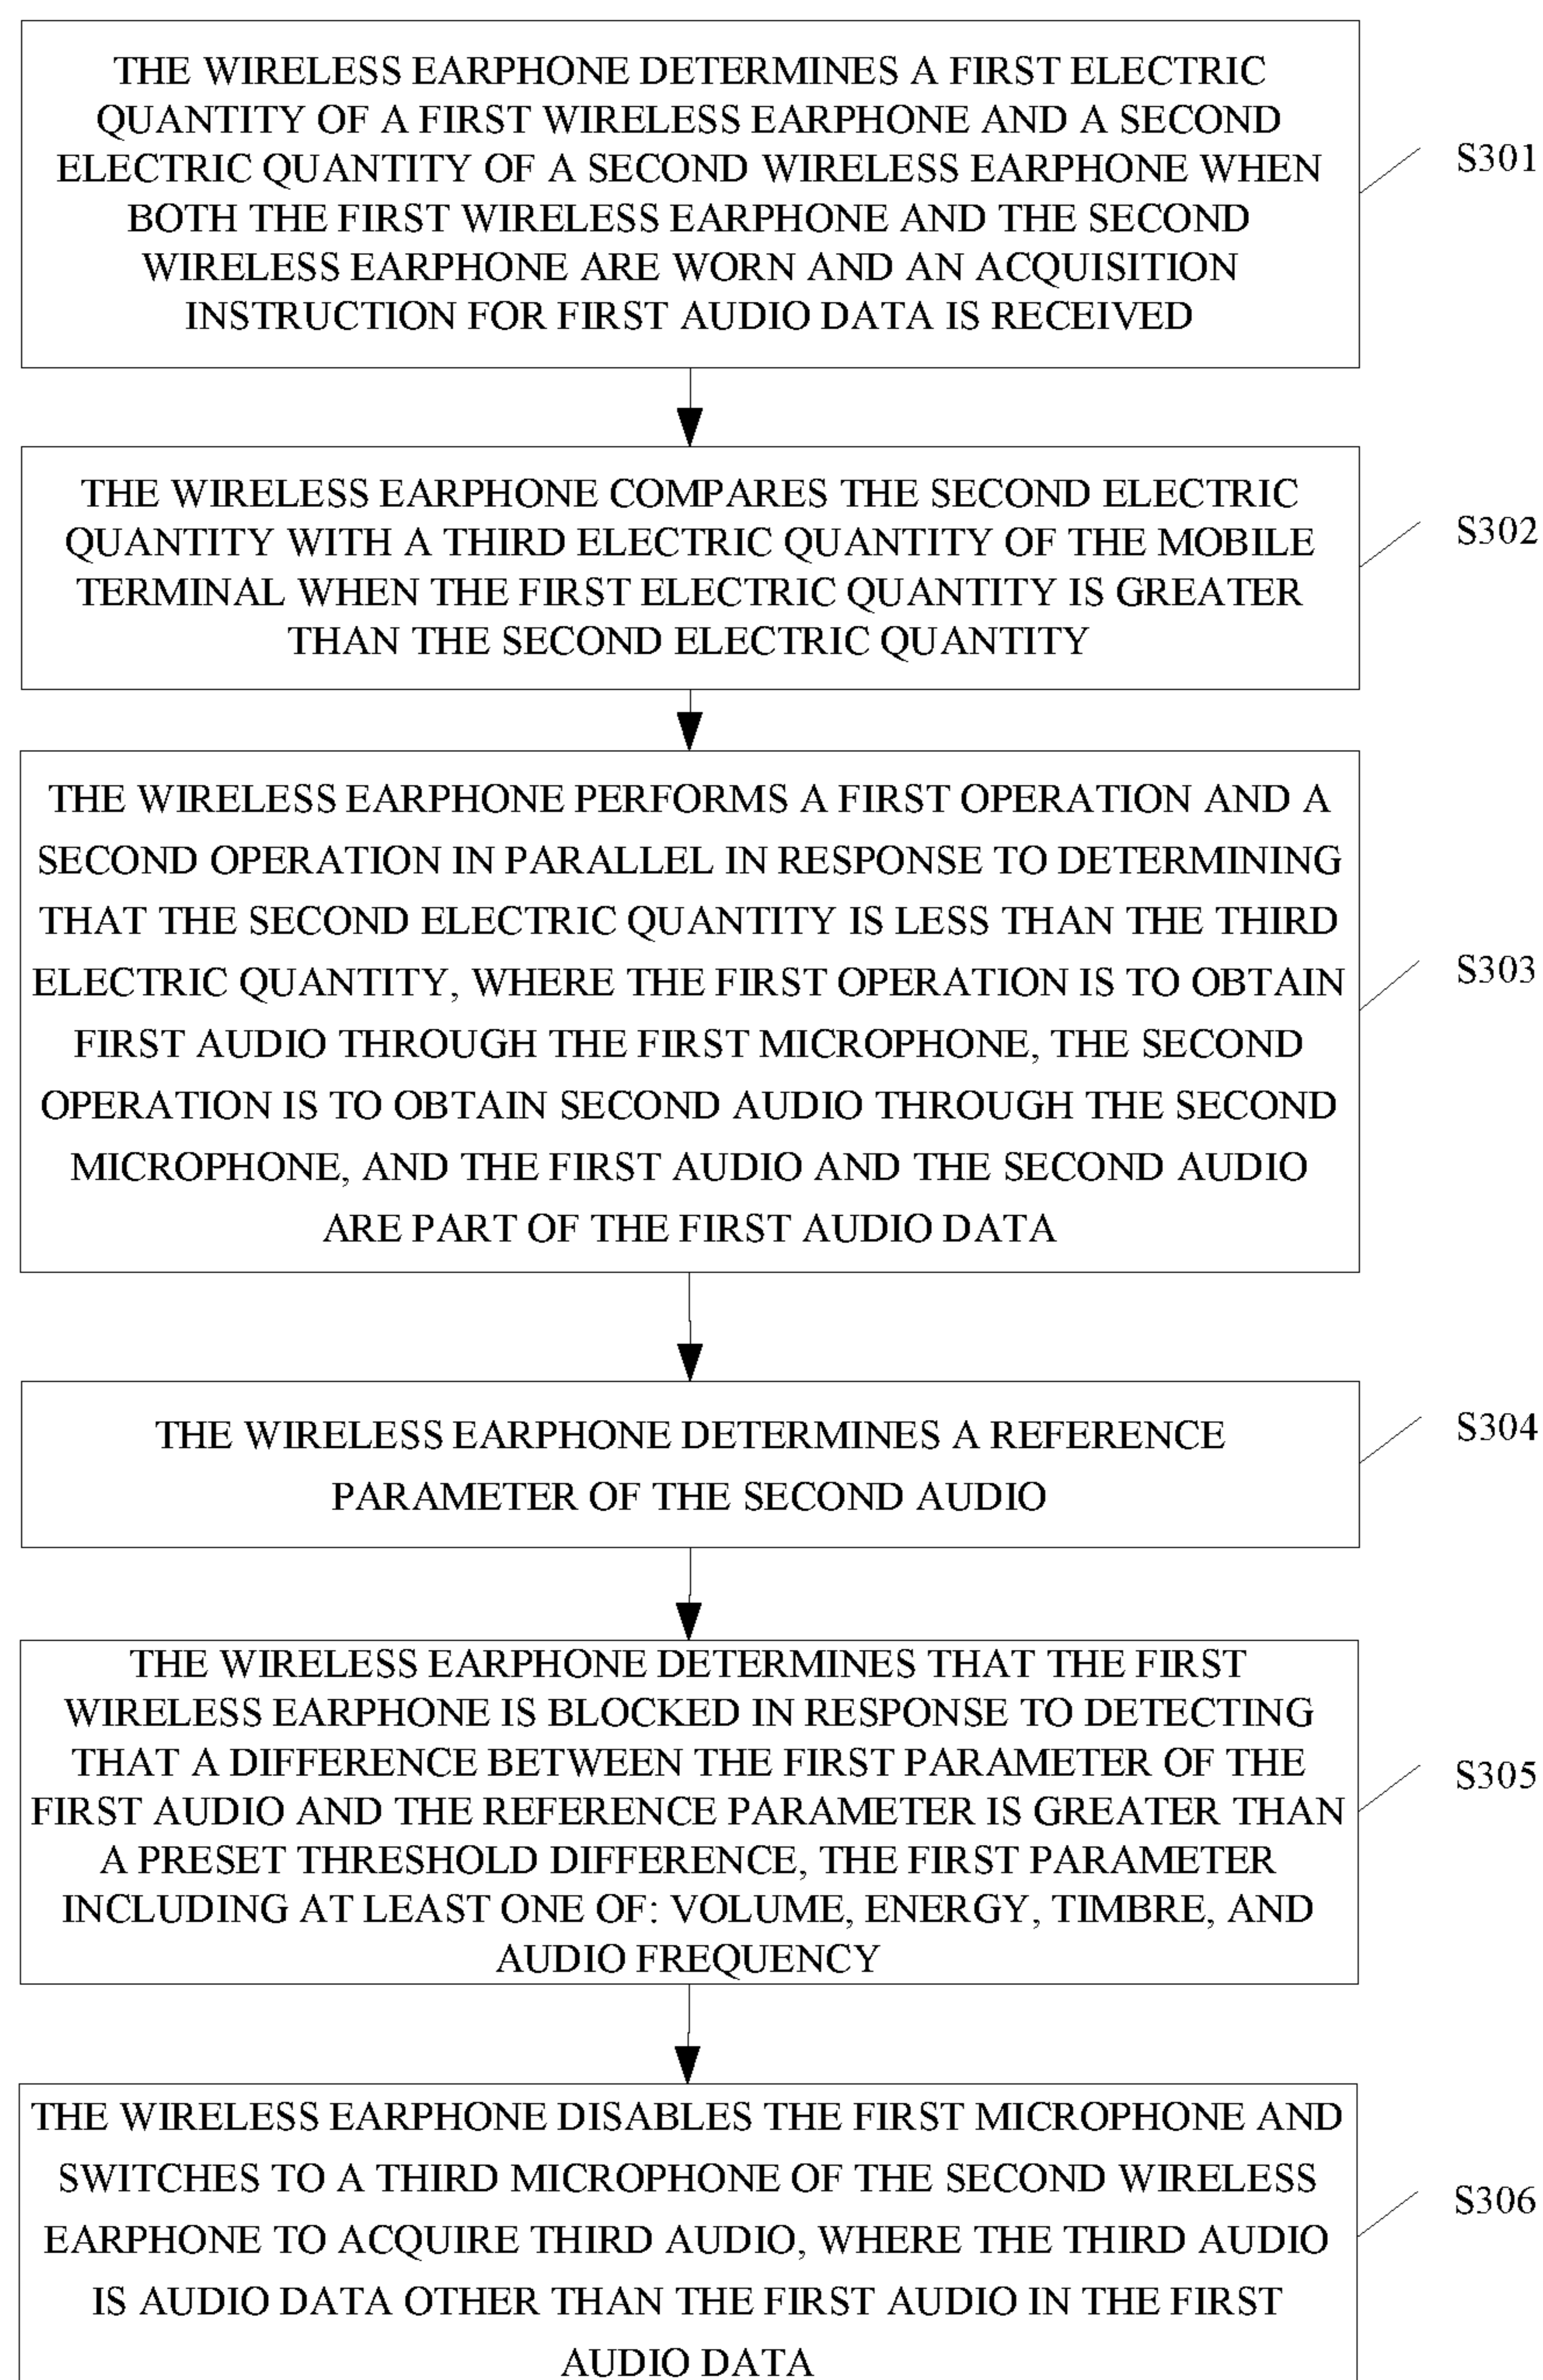 THE WIRELESS EARPHONE DETERMINES A FIRST ELECTRIC
QUANTITY OF A FIRST WIRELESS EARPHONE AND A SECOND
ELECTRIC QUANTITY OF A SECOND WIRELESS EARPHONE WHEN
BOTH THE FIRST WIRELESS EARPHONE AND THE SECOND
WIRELESS EARPHONE ARE WORN AND AN ACQUISITION
INSTRUCTION FOR FIRST AUDIO DATA IS RECEIVED
S301
THE WIRELESS EARPHONE COMPARES THE SECOND ELECTRIC
QUANTITY WITH A THIRD ELECTRIC QUANTITY OF THE MOBILE
TERMINAL WHEN THE FIRST ELECTRIC QUANTITY IS GREATER
THAN THE SECOND ELECTRIC QUANTITY
S302
THE WIRELESS EARPHONE PERFORMS A FIRST OPERATION AND A
SECOND OPERATION IN PARALLEL IN RESPONSE TO DETERMINING
THAT THE SECOND ELECTRIC QUANTITY IS LESS THAN THE THIRD
ELECTRIC QUANTITY, WHERE THE FIRST OPERATION IS TO OBTAIN
FIRST AUDIO THROUGH THE FIRST MICROPHONE, THE SECOND
OPERATION IS TO OBTAIN SECOND AUDIO THROUGH THE SECOND
MICROPHONE, AND THE FIRST AUDIO AND THE SECOND AUDIO
ARE PART OF THE FIRST AUDIO DATA
S303
THE WIRELESS EARPHONE DETERMINES A REFERENCE
PARAMETER OF THE SECOND AUDIO
S304
THE WIRELESS EARPHONE DETERMINES THAT THE FIRST
WIRELESS EARPHONE IS BLOCKED IN RESPONSE TO DETECTING
THAT A DIFFERENCE BETWEEN THE FIRST PARAMETER OF THE
FIRST AUDIO AND THE REFERENCE PARAMETER IS GREATER THAN
A PRESET THRESHOLD DIFFERENCE, THE FIRST PARAMETER
INCLUDING AT LEAST ONE OF: VOLUME, ENERGY, TIMBRE, AND
AUDIO FREQUENCY
S305
THE WIRELESS EARPHONE DISABLES THE FIRST MICROPHONE AND
SWITCHES TO A THIRD MICROPHONE OF THE SECOND WIRELESS
EARPHONE TO ACQUIRE THIRD AUDIO, WHERE THE THIRD AUDIO
IS AUDIO DATA OTHER THAN THE FIRST AUDIO IN THE FIRST
AUDIO DATA
S306